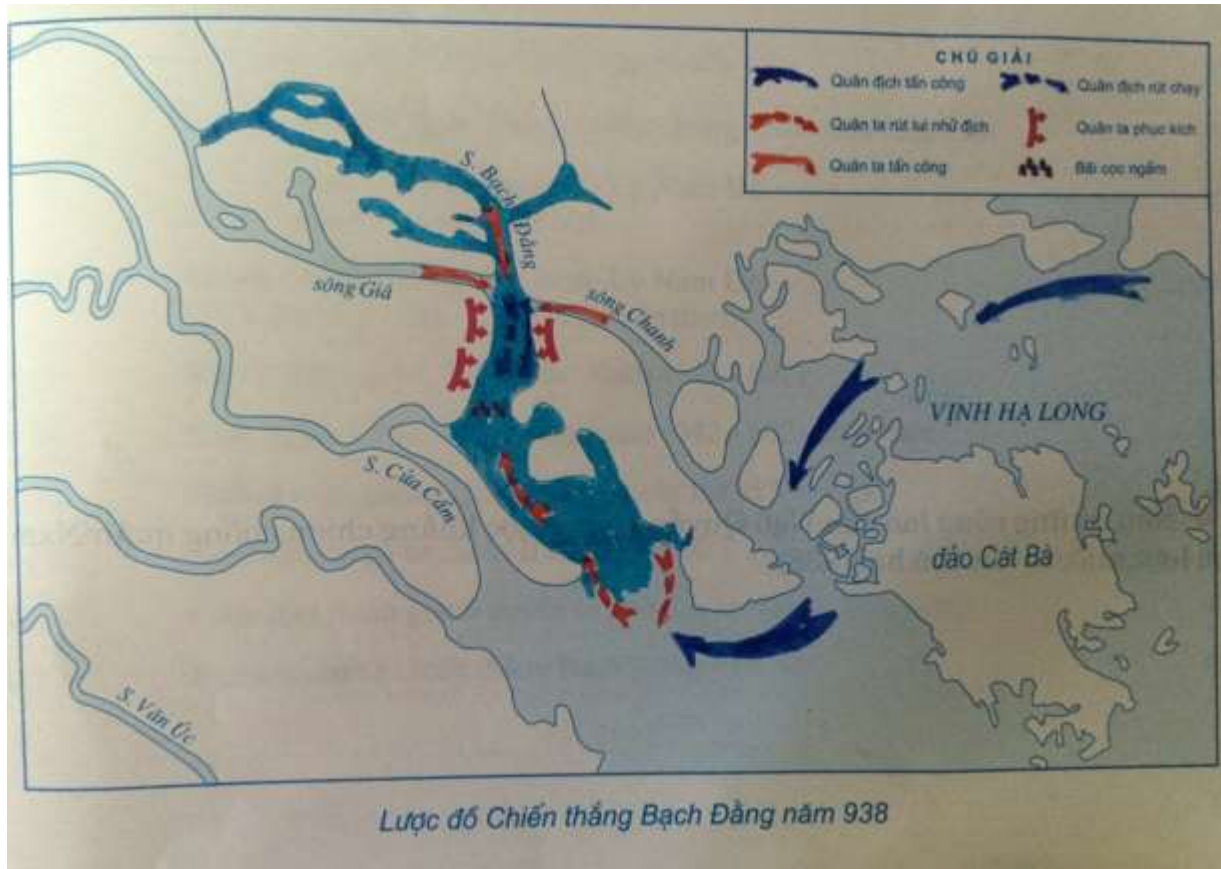 CHÚ GIẢI
Quân địch tấn công
Quân địch rút chạy
Quân ta rút lui nhử địch
Quân ta phục kích
Quân ta tấn công
Bãi cọc ngầm
S. Bạch Đằng
sông Giá
sông Chanh
VỊNH HẠ LONG
S. Cửa Cấm
đảo Cát Bà
S. Văn Úc
Lược đồ Chiến thắng Bạch Đằng năm 938